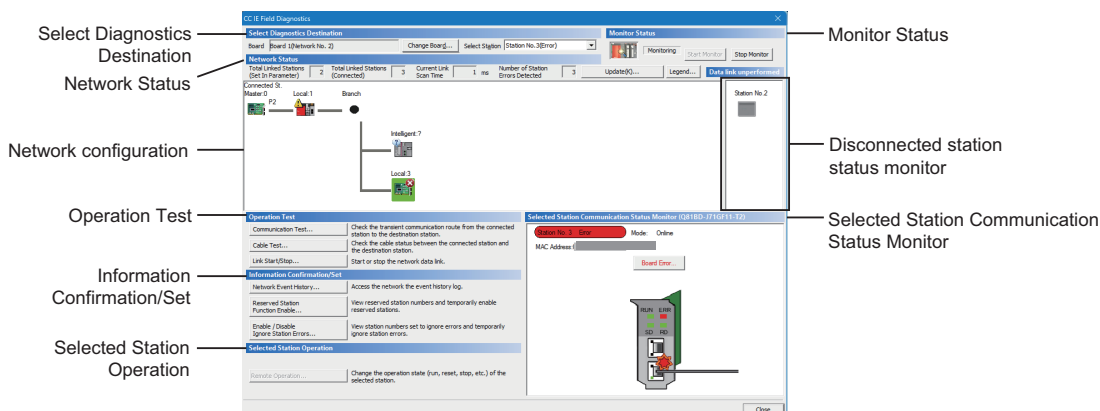 CC IE Field Diagnostics
Select Diagnostics Destination
Monitor Status
Board Board 1(Network No. 2) Change Board... Select Station Station No.3(Error)
Monitoring Start Monitor Stop Monitor
Network Status
Total Linked Stations (Set In Parameter) 2 Total Linked Stations (Connected) 3 Current Link Scan Time 1 ms Number of Station Errors Detected 3 Update(K)... Legend... Data link unperformed
Connected St.
Master:0 Local:1 Branch
P2
Station No.2
Intelligent:?
Local:3
Operation Test
Communication Test... Check the transient communication route from the connected station to the destination station.
Cable Test... Check the cable status between the connected station and the destination station.
Link Start/Stop... Start or stop the network data link.
Information Confirmation/Set
Network Event History... Access the network the event history log.
Reserved Station Function Enable... View reserved station numbers and temporarily enable reserved stations.
Enable / Disable Ignore Station Errors... View station numbers set to ignore errors and temporarily ignore station errors.
Selected Station Operation
Remote Operation... Change the operation state (run, reset, stop, etc.) of the selected station.
Selected Station Communication Status Monitor (Q81BD-J71GF11-T2)
Station No. 3 Error Mode: Online
MAC Address:
Board Error...
RUN ERR
SD RD
Close
Select Diagnostics
Destination
Network Status
Network configuration
Operation Test
Information
Confirmation/Set
Selected Station
Operation
Monitor Status
Disconnected station
status monitor
Selected Station Communication
Status Monitor